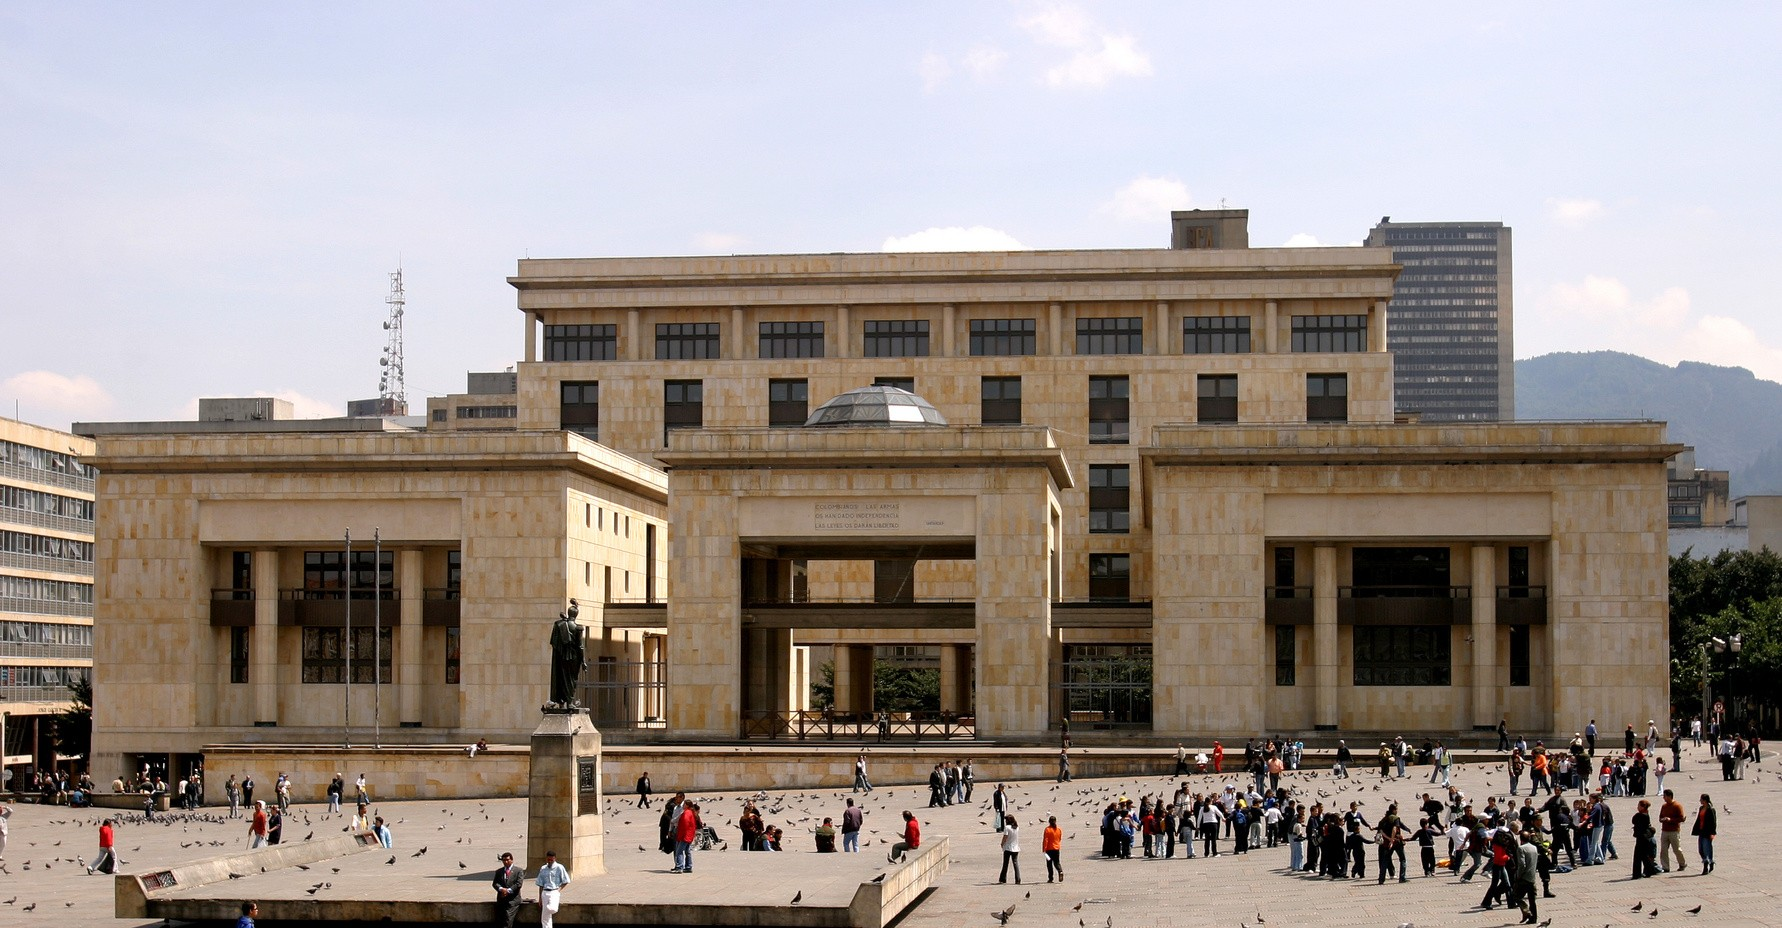 COLOMBIANOS LAS ARMAS
OS HAN DADO INDEPENDENCIA
LAS LEYES OS DARAN LIBERTAD